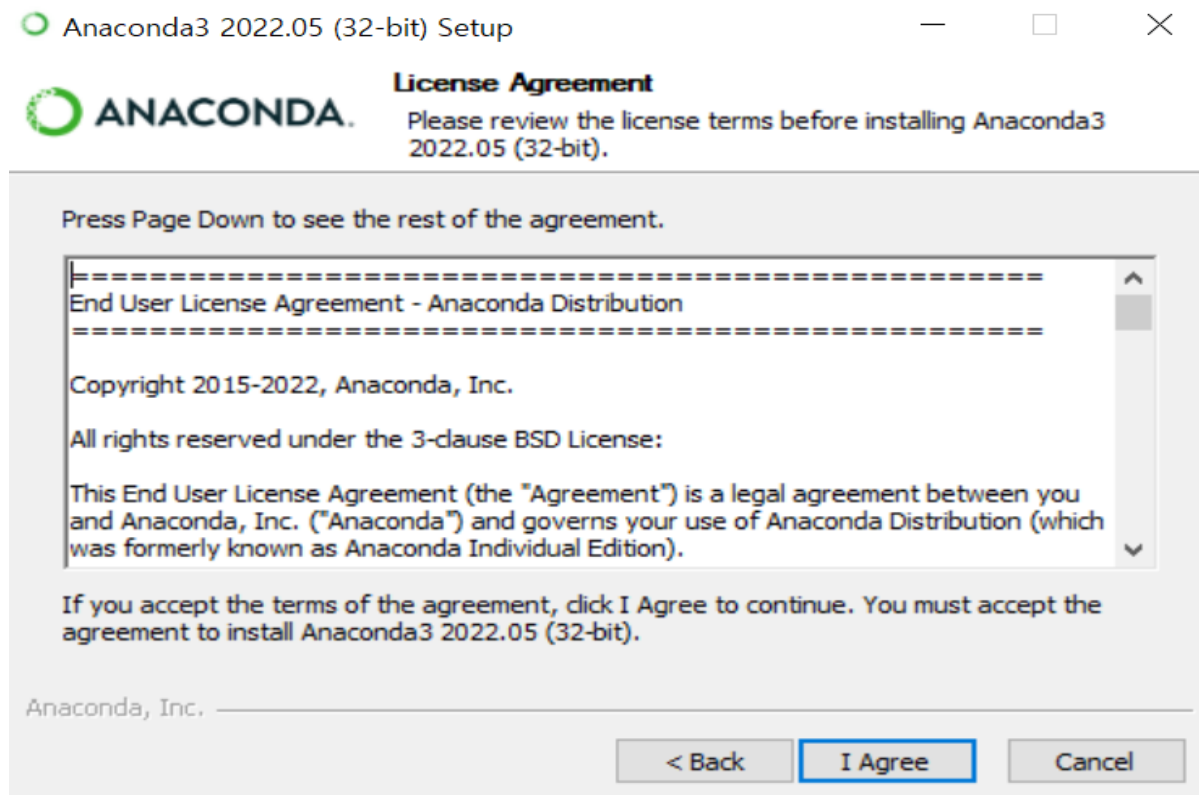 Anaconda3 2022.05 (32-bit) Setup
ANACONDA.
License Agreement
Please review the license terms before installing Anaconda3
2022.05 (32-bit).
Press Page Down to see the rest of the agreement.
==================================================
End User License Agreement - Anaconda Distribution
==================================================
Copyright 2015-2022, Anaconda, Inc.
All rights reserved under the 3-clause BSD License:
This End User License Agreement (the "Agreement") is a legal agreement between you
and Anaconda, Inc. ("Anaconda") and governs your use of Anaconda Distribution (which
was formerly known as Anaconda Individual Edition).
If you accept the terms of the agreement, click I Agree to continue. You must accept the
agreement to install Anaconda3 2022.05 (32-bit).
Anaconda, Inc.
< Back
I Agree
Cancel